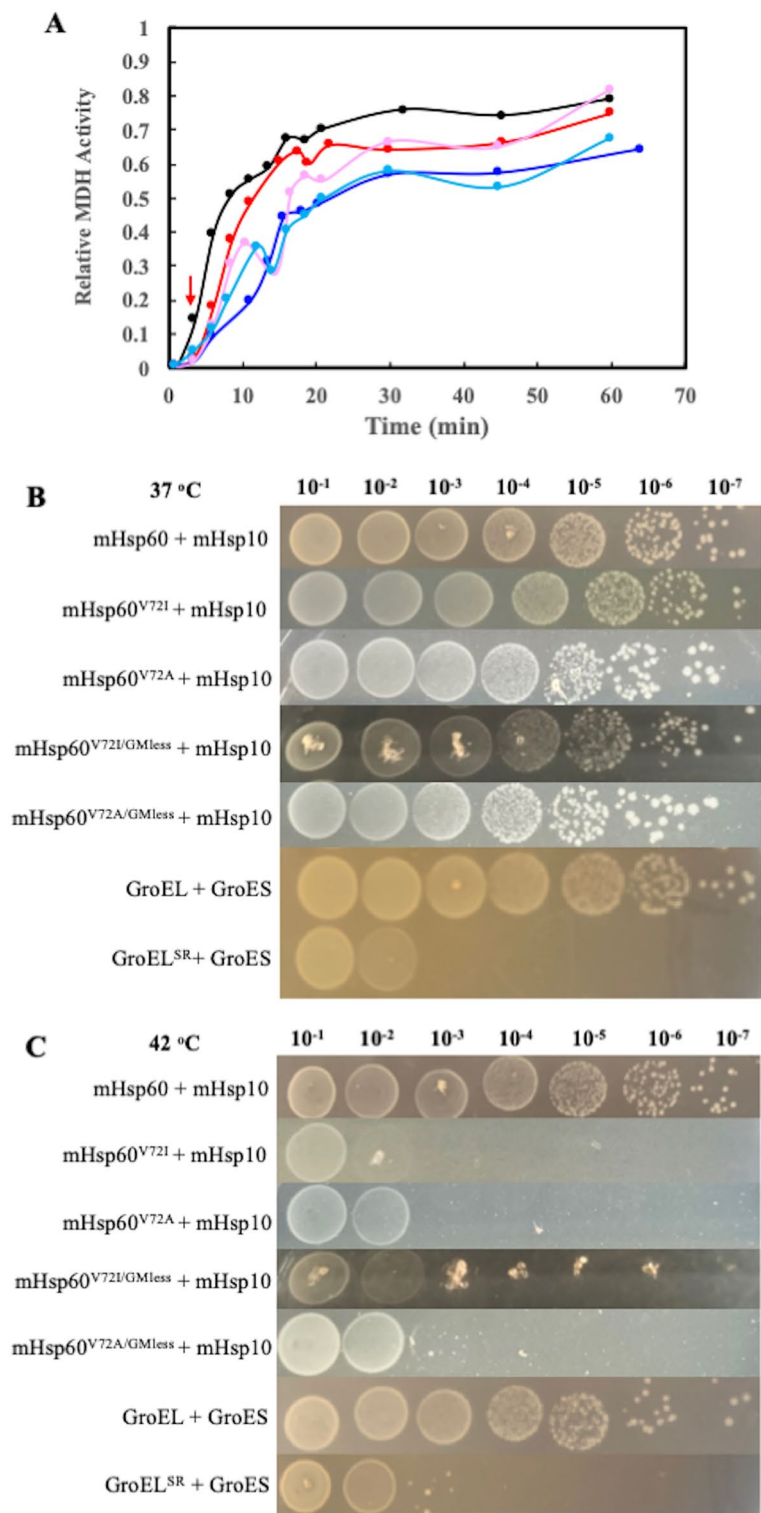 A
1
0.9
0.8
0.7
0.6
0.5
0.4
0.3
0.2
0.1
0
Relative MDH Activity
0 10 20 30 40 50 60 70
Time (min)
B 37 °C 10⁻¹ 10⁻² 10⁻³ 10⁻⁴ 10⁻⁵ 10⁻⁶ 10⁻⁷
mHsp60 + mHsp10
mHsp60ⱽ⁷²ᴵ + mHsp10
mHsp60ⱽ⁷²ᴬ + mHsp10
mHsp60ⱽ⁷²ᴵ/ᴳᴹˡᵉˢˢ + mHsp10
mHsp60ⱽ⁷²ᴬ/ᴳᴹˡᵉˢˢ + mHsp10
GroEL + GroES
GroELˢᴿ+ GroES
C 42 °C 10⁻¹ 10⁻² 10⁻³ 10⁻⁴ 10⁻⁵ 10⁻⁶ 10⁻⁷
mHsp60 + mHsp10
mHsp60ⱽ⁷²ᴵ + mHsp10
mHsp60ⱽ⁷²ᴬ + mHsp10
mHsp60ⱽ⁷²ᴵ/ᴳᴹˡᵉˢˢ + mHsp10
mHsp60ⱽ⁷²ᴬ/ᴳᴹˡᵉˢˢ + mHsp10
GroEL + GroES
GroELˢᴿ + GroES